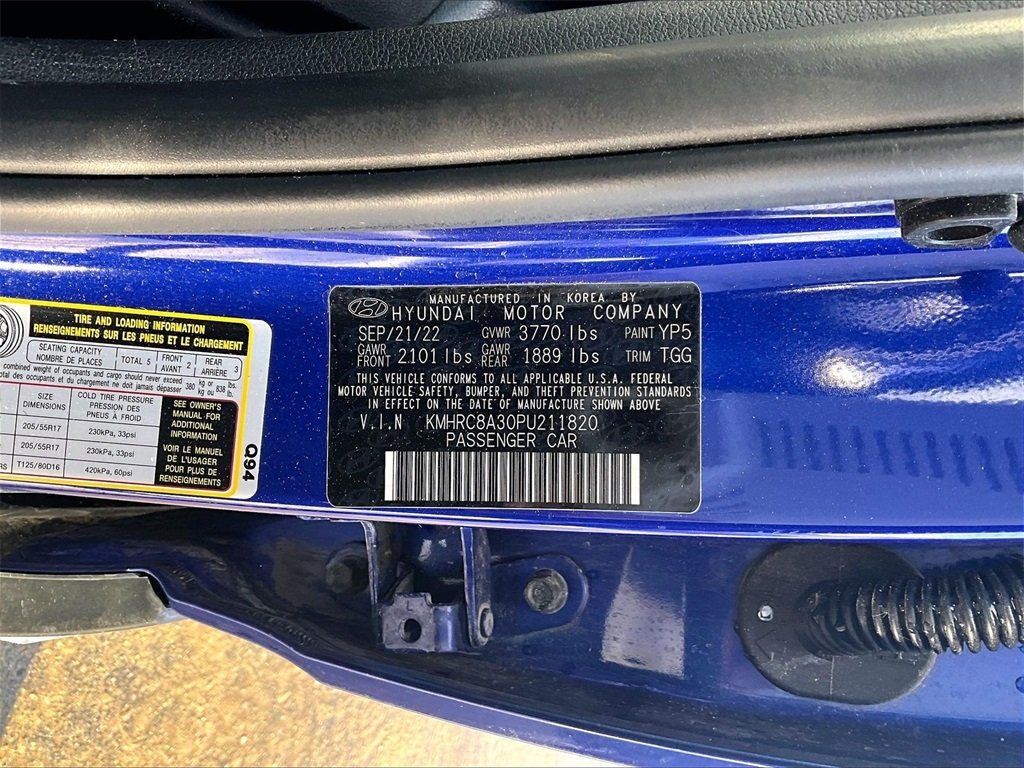 TIRE AND LOADING INFORMATION
RENSEIGNEMENTS SUR LES PNEUS ET LE CHARGEMENT
SEATING CAPACITY
NOMBRE DE PLACES
TOTAL 5
FRONT
AVANT 2
REAR
ARRIÈRE 3
combined weight of occupants and cargo should never exceed 380 kg or 838 lbs.
total des occupants et du chargement ne doit jamais dépasser kg ou lb.
SIZE
DIMENSIONS
COLD TIRE PRESSURE
PRESSION DES
PNEUS À FROID
205/55R17 230kPa, 33psi
205/55R17 230kPa, 33psi
T125/80D16 420kPa, 60psi
SEE OWNER'S
MANUAL FOR
ADDITIONAL
INFORMATION
VOIR LE MANUEL
DE L'USAGER
POUR PLUS DE
RENSEIGNEMENTS
Q94
MANUFACTURED IN KOREA BY
HYUNDAI MOTOR COMPANY
SEP/21/22 GVWR 3770 lbs PAINT YP5
GAWR FRONT 2101 lbs GAWR REAR 1889 lbs TRIM TGG
THIS VEHICLE CONFORMS TO ALL APPLICABLE U.S.A. FEDERAL
MOTOR VEHICLE SAFETY, BUMPER, AND THEFT PREVENTION STANDARDS
IN EFFECT ON THE DATE OF MANUFACTURE SHOWN ABOVE
V.I.N KMHRC8A30PU211820
PASSENGER CAR